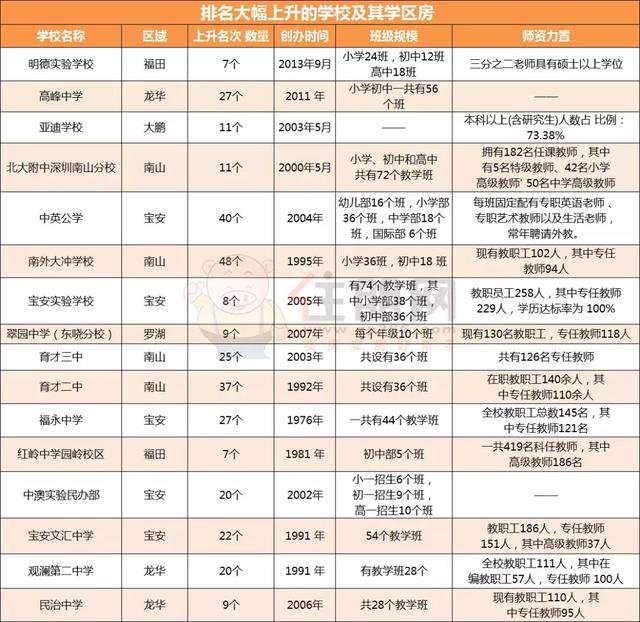 排名大幅上升的学校及其学区房
学校名称 区域 上升名次 数量 创办时间 班级规模 师资力置
明德实验学校 福田 7个 2013年9月 小学24班，初中12班
高中18班 三分之二老师具有硕士以上学位
高峰中学 龙华 27个 2011 年 小学初中一共有56
个班 ——
亚迪学校 大鹏 11个 2003年5月 —— 本科以上(含研究生)人数占 比例：
73.38%
北大附中深圳南山分校 南山 11个 2000年5月 小学、初中和高中
共有72个教学班 拥有182名任课教师，其中
有5名特级教师、42名小学
高级教师' 50名中学高级教师
中英公学 宝安 40个 2004年 幼儿部16个班，小学部
36个班，中学部18个
班，国际部 6个班 每班固定配有专职英语老师、
专职艺术教师以及生活老师，
常年聘请外教。
南外大冲学校 南山 48个 1995年 小学36班，初中18 班 现有教职工102人，其中专任
教师94人
宝安实验学校 宝安 8个 2005年 有74个教学班，其
中小学部38个班，
初中部36个班 教职员工258人，其中专任教师
229人，学历达标率为 100%
翠园中学（东晓分校） 罗湖 9个 2007年 每个年级10个班 现有130名教职工，专任教师118人
育才三中 南山 25个 2003年 共设有36个班 共有126名专任教师
育才二中 南山 37个 1992年 共设有36个班 在职教职工140余人，其
中专任教师110余人
福永中学 宝安 27个 1976年 一共有44个教学班 全校教职工总数145名，其
中专任教师121名
红岭中学园岭校区 福田 7个 1981 年 初中部5个班 一共419名科任教师，其中
高级教师186名
中澳实验民办部 宝安 20个 2002年 小一招生6个班，
初一招生9个班，
高一招生10个班 ——
宝安文汇中学 宝安 22个 1991 年 54个教学班 教职工186人，专任教师
151人，其中高级教师37人
观澜第二中学 龙华 20个 1991 年 有教学班28个 全校教职工111人，其中在
编教职工57人，专任教师 100人
民治中学 龙华 9个 2006年 共28个教学班 现有教职工110人，其
中专任教师95人